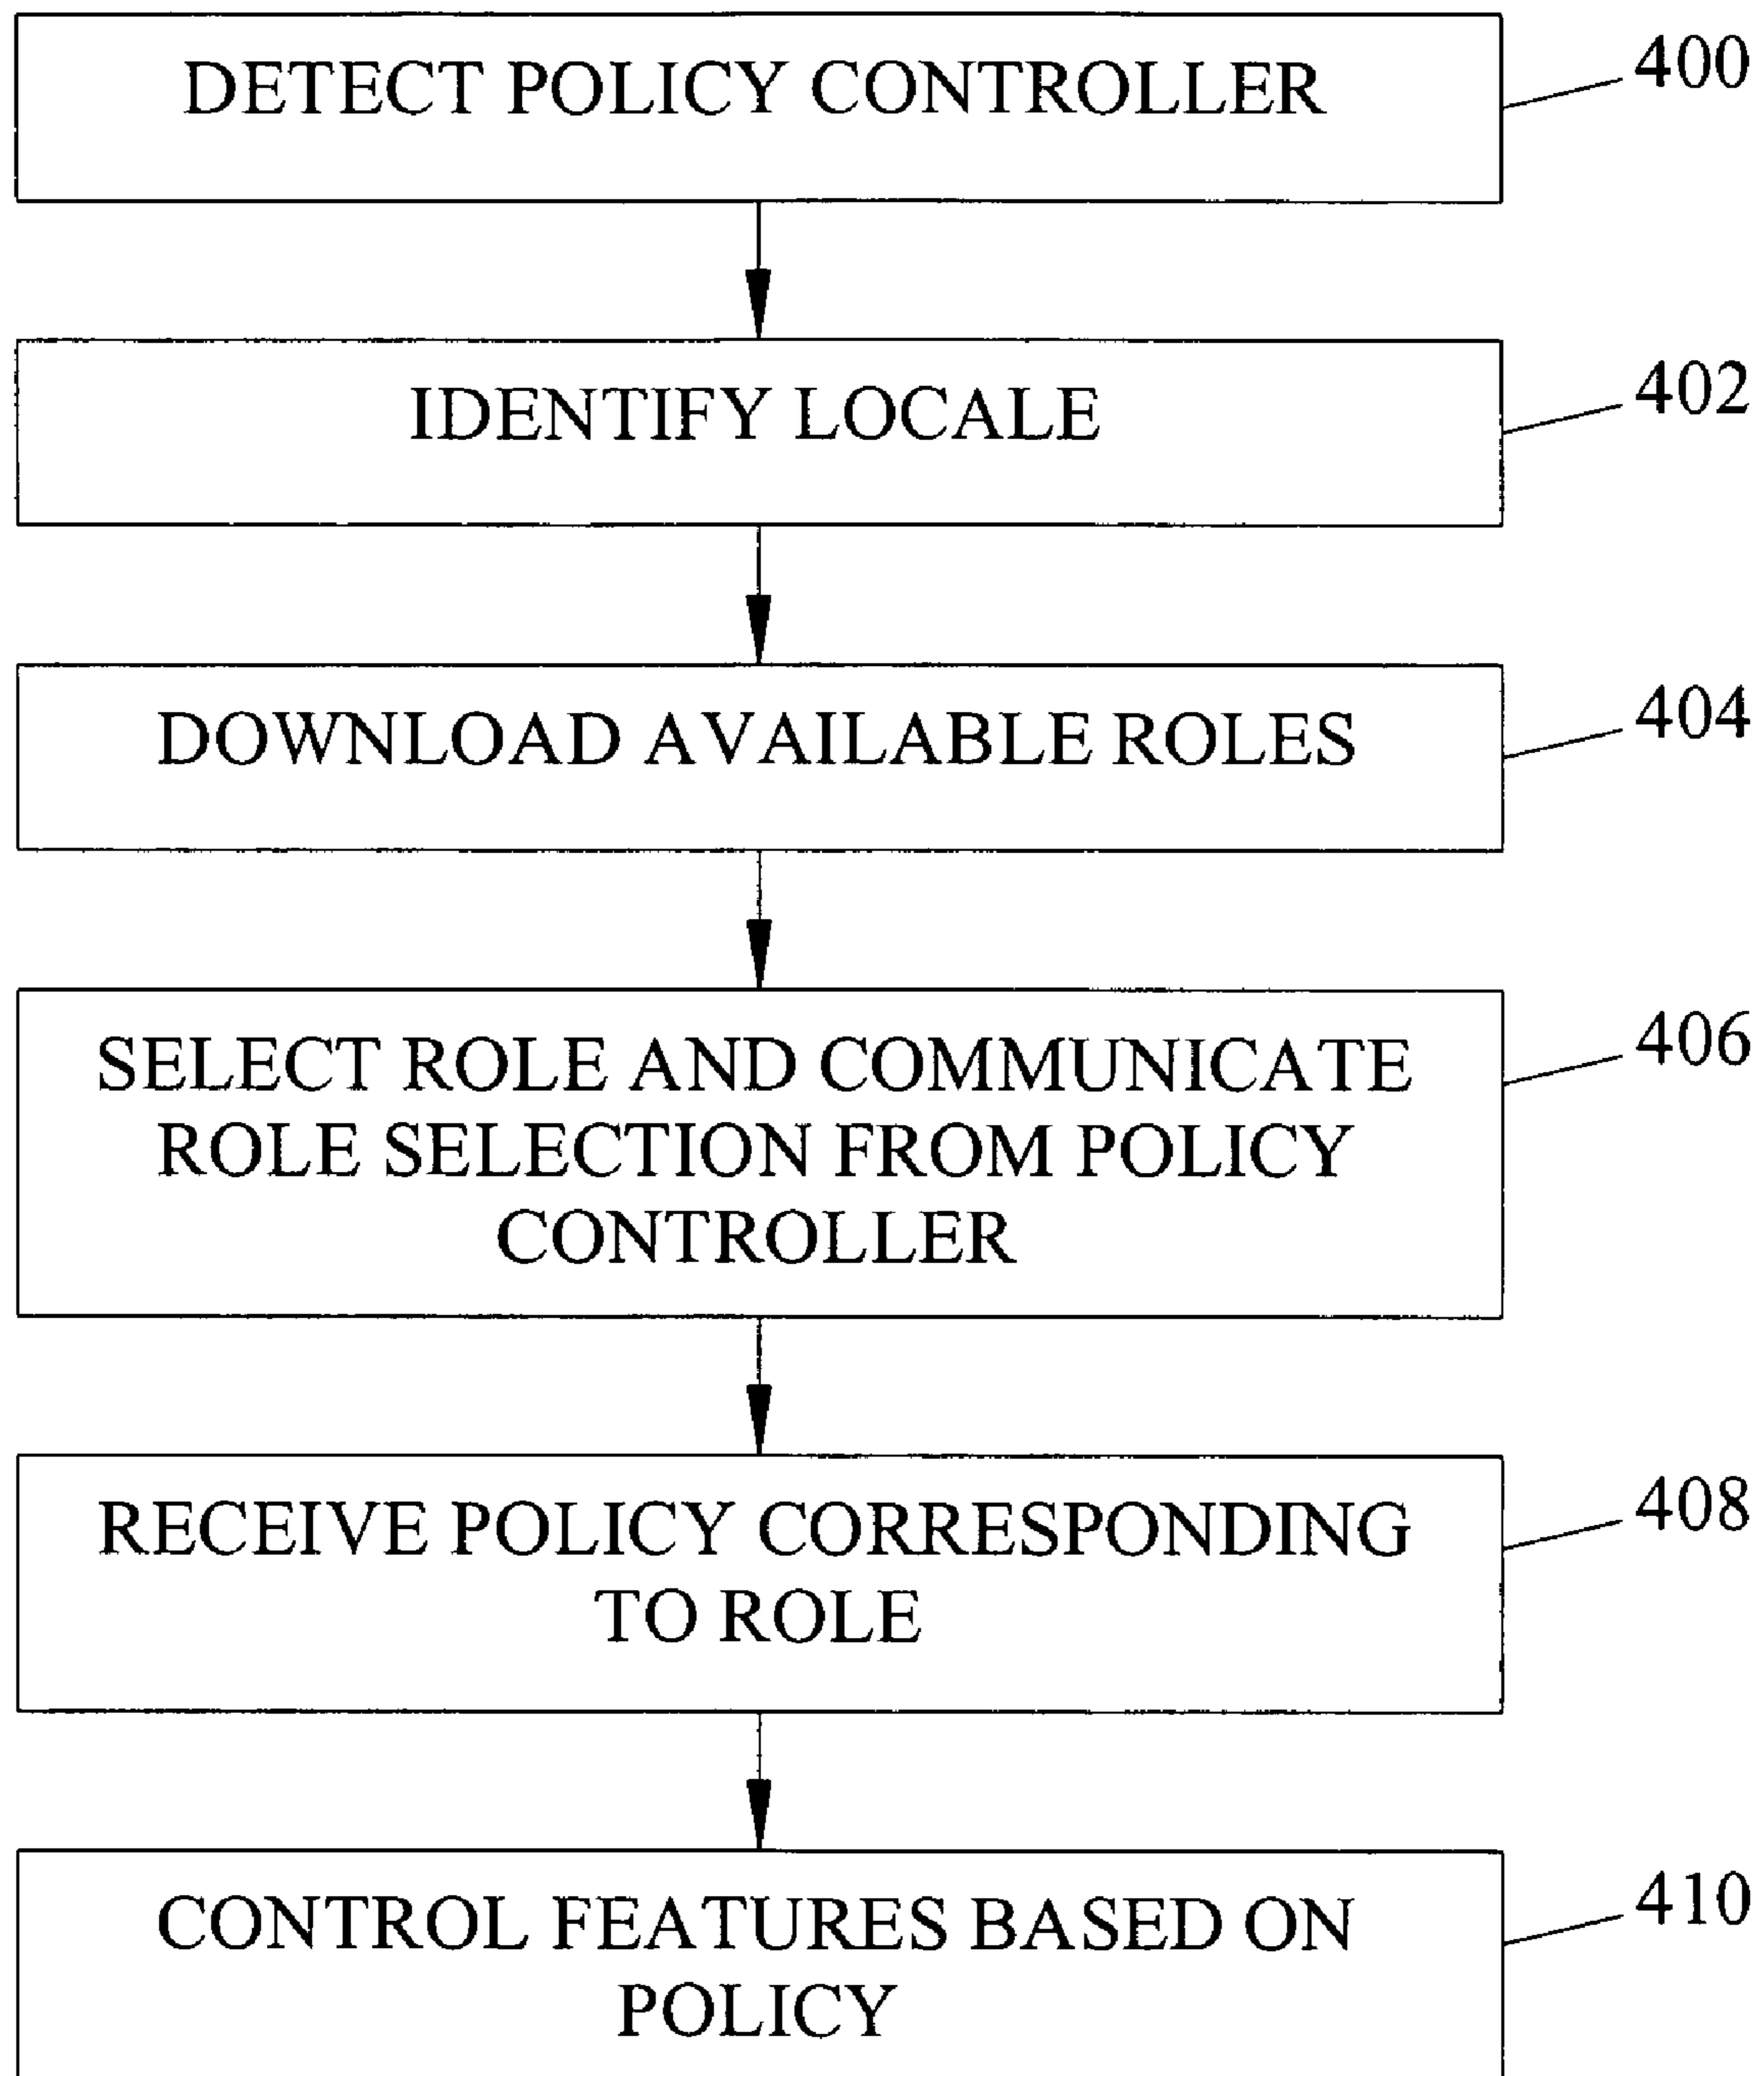 DETECT POLICY CONTROLLER
400
IDENTIFY LOCALE
402
DOWNLOAD AVAILABLE ROLES
404
SELECT ROLE AND COMMUNICATE
ROLE SELECTION FROM POLICY
CONTROLLER
406
RECEIVE POLICY CORRESPONDING
TO ROLE
408
CONTROL FEATURES BASED ON
POLICY
410